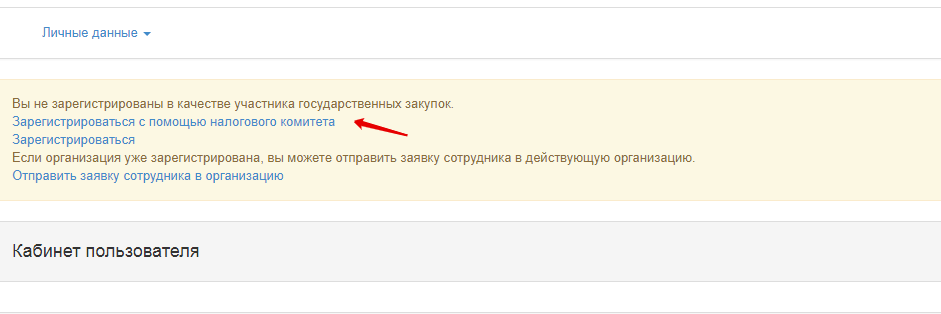 Личные данные
Вы не зарегистрированы в качестве участника государственных закупок.
Зарегистрироваться с помощью налогового комитета
Зарегистрироваться
Если организация уже зарегистрирована, вы можете отправить заявку сотрудника в действующую организацию.
Отправить заявку сотрудника в организацию
Кабинет пользователя